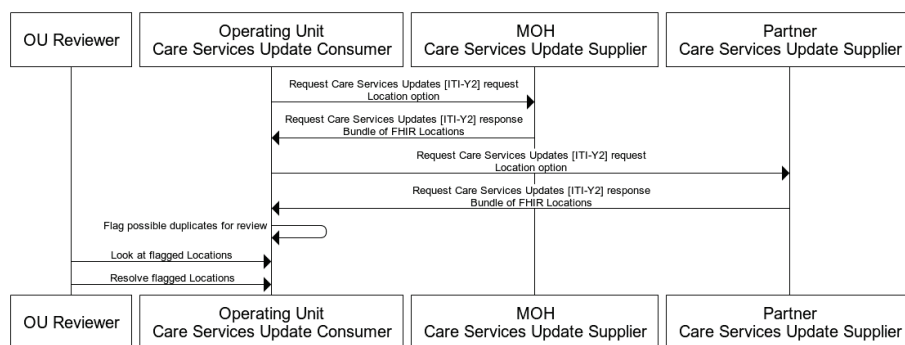 OU Reviewer
Operating Unit
Care Services Update Consumer
MOH
Care Services Update Supplier
Partner
Care Services Update Supplier
Request Care Services Updates [ITI-Y2] request
Location option
Request Care Services Updates [ITI-Y2] response
Bundle of FHIR Locations
Request Care Services Updates [ITI-Y2] request
Location option
Request Care Services Updates [ITI-Y2] response
Bundle of FHIR Locations
Flag possible duplicates for review
Look at flagged Locations
Resolve flagged Locations
OU Reviewer
Operating Unit
Care Services Update Consumer
MOH
Care Services Update Supplier
Partner
Care Services Update Supplier